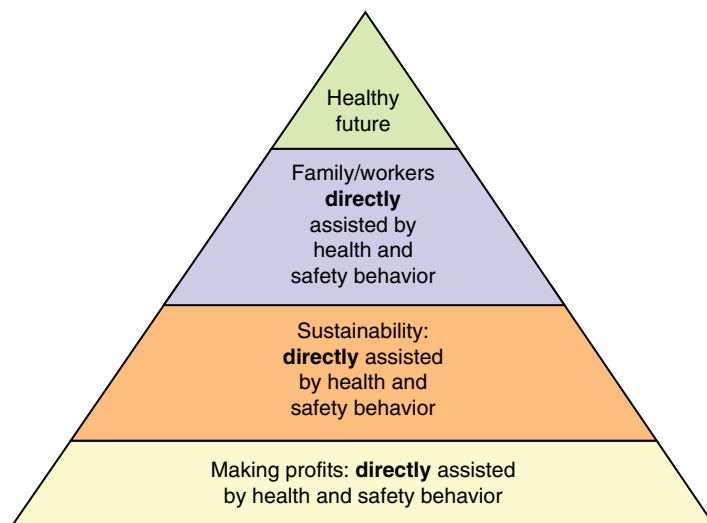 Healthy
future
Family/workers
directly
assisted by
health and
safety behavior
Sustainability:
directly assisted
by health and
safety behavior
Making profits: directly assisted
by health and safety behavior